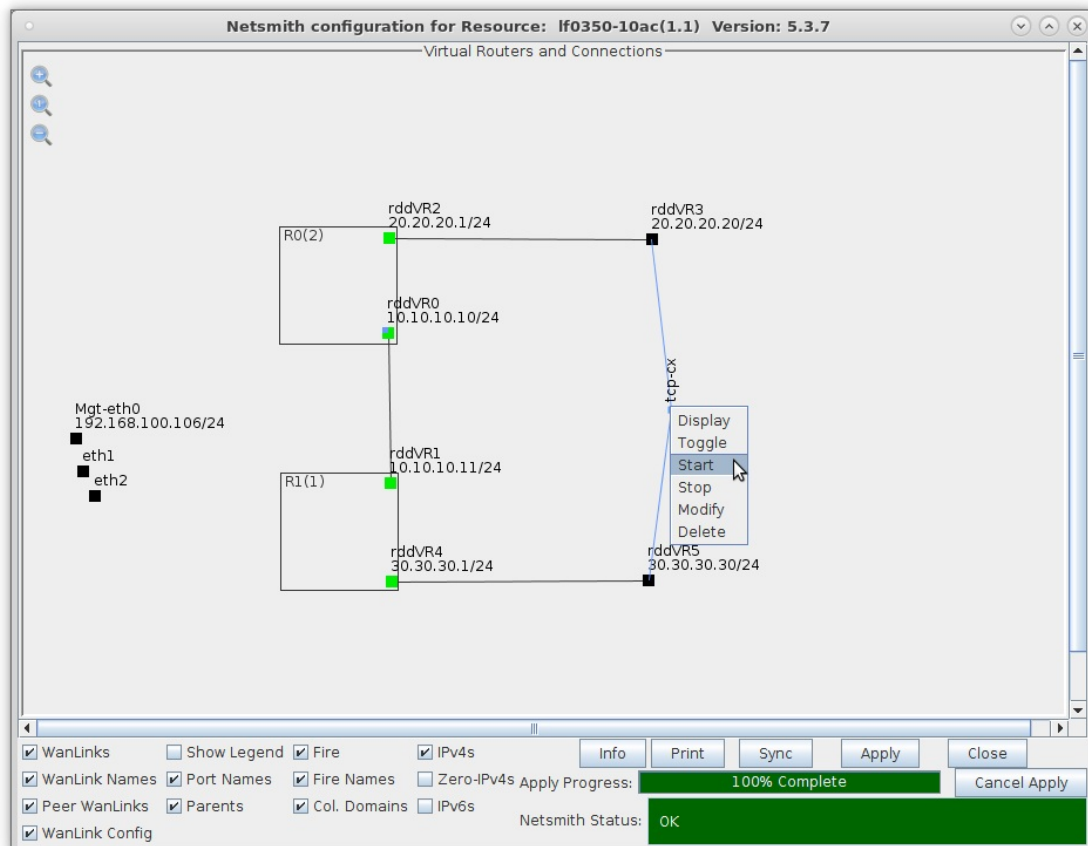 Netsmith configuration for Resource: lf0350-10ac(1.1) Version: 5.3.7
Virtual Routers and Connections
rddVR2
20.20.20.1/24
rddVR3
20.20.20.20/24
R0(2)
rddVR0
10.10.10.10/24
tcp-cx
Mgt-eth0
192.168.100.106/24
eth1
eth2
Display
Toggle
Start
Stop
Modify
Delete
rddVR1
10.10.10.11/24
R1(1)
rddVR4
30.30.30.1/24
rddVR5
30.30.30.30/24
WanLinks Show Legend Fire IPv4s Info Print Sync Apply Close
WanLink Names Port Names Fire Names Zero-IPv4s Apply Progress: 100% Complete Cancel Apply
Peer WanLinks Parents Col. Domains IPv6s
Netsmith Status: OK
WanLink Config